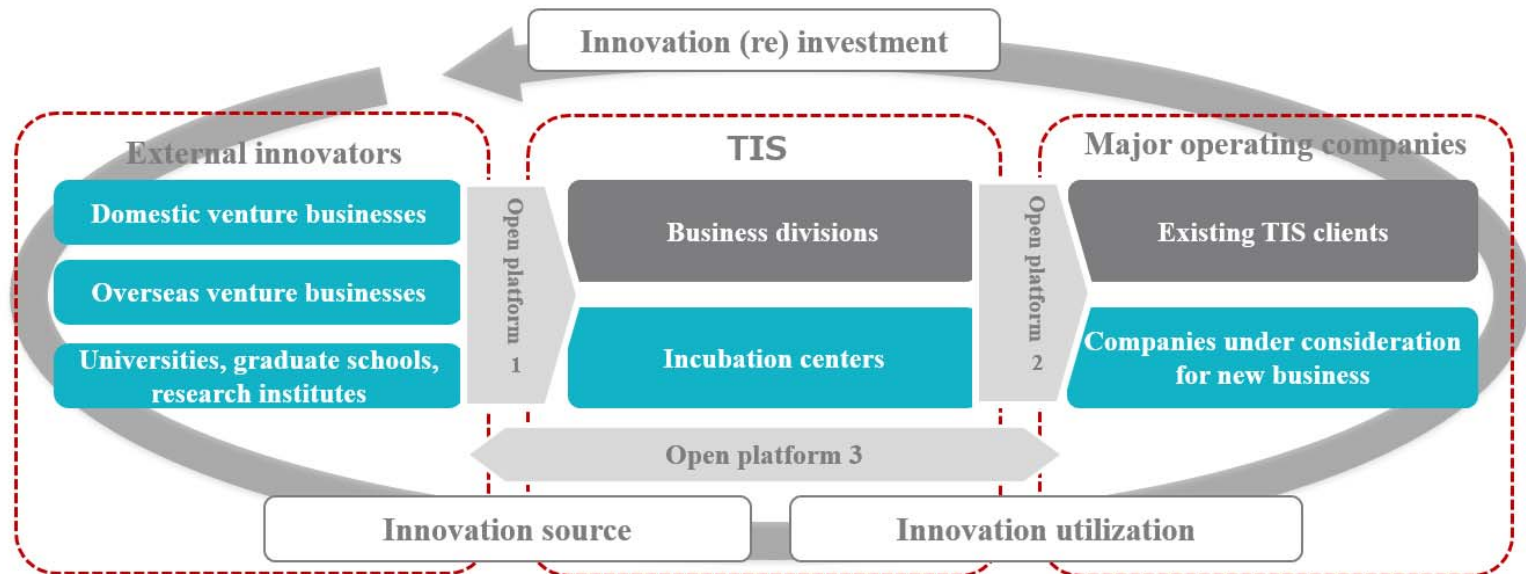 Innovation (re) investment
External innovators
Domestic venture businesses
Overseas venture businesses
Universities, graduate schools,
research institutes
Open platform
1
TIS
Business divisions
Incubation centers
Open platform
2
Major operating companies
Existing TIS clients
Companies under consideration
for new business
Open platform 3
Innovation source
Innovation utilization